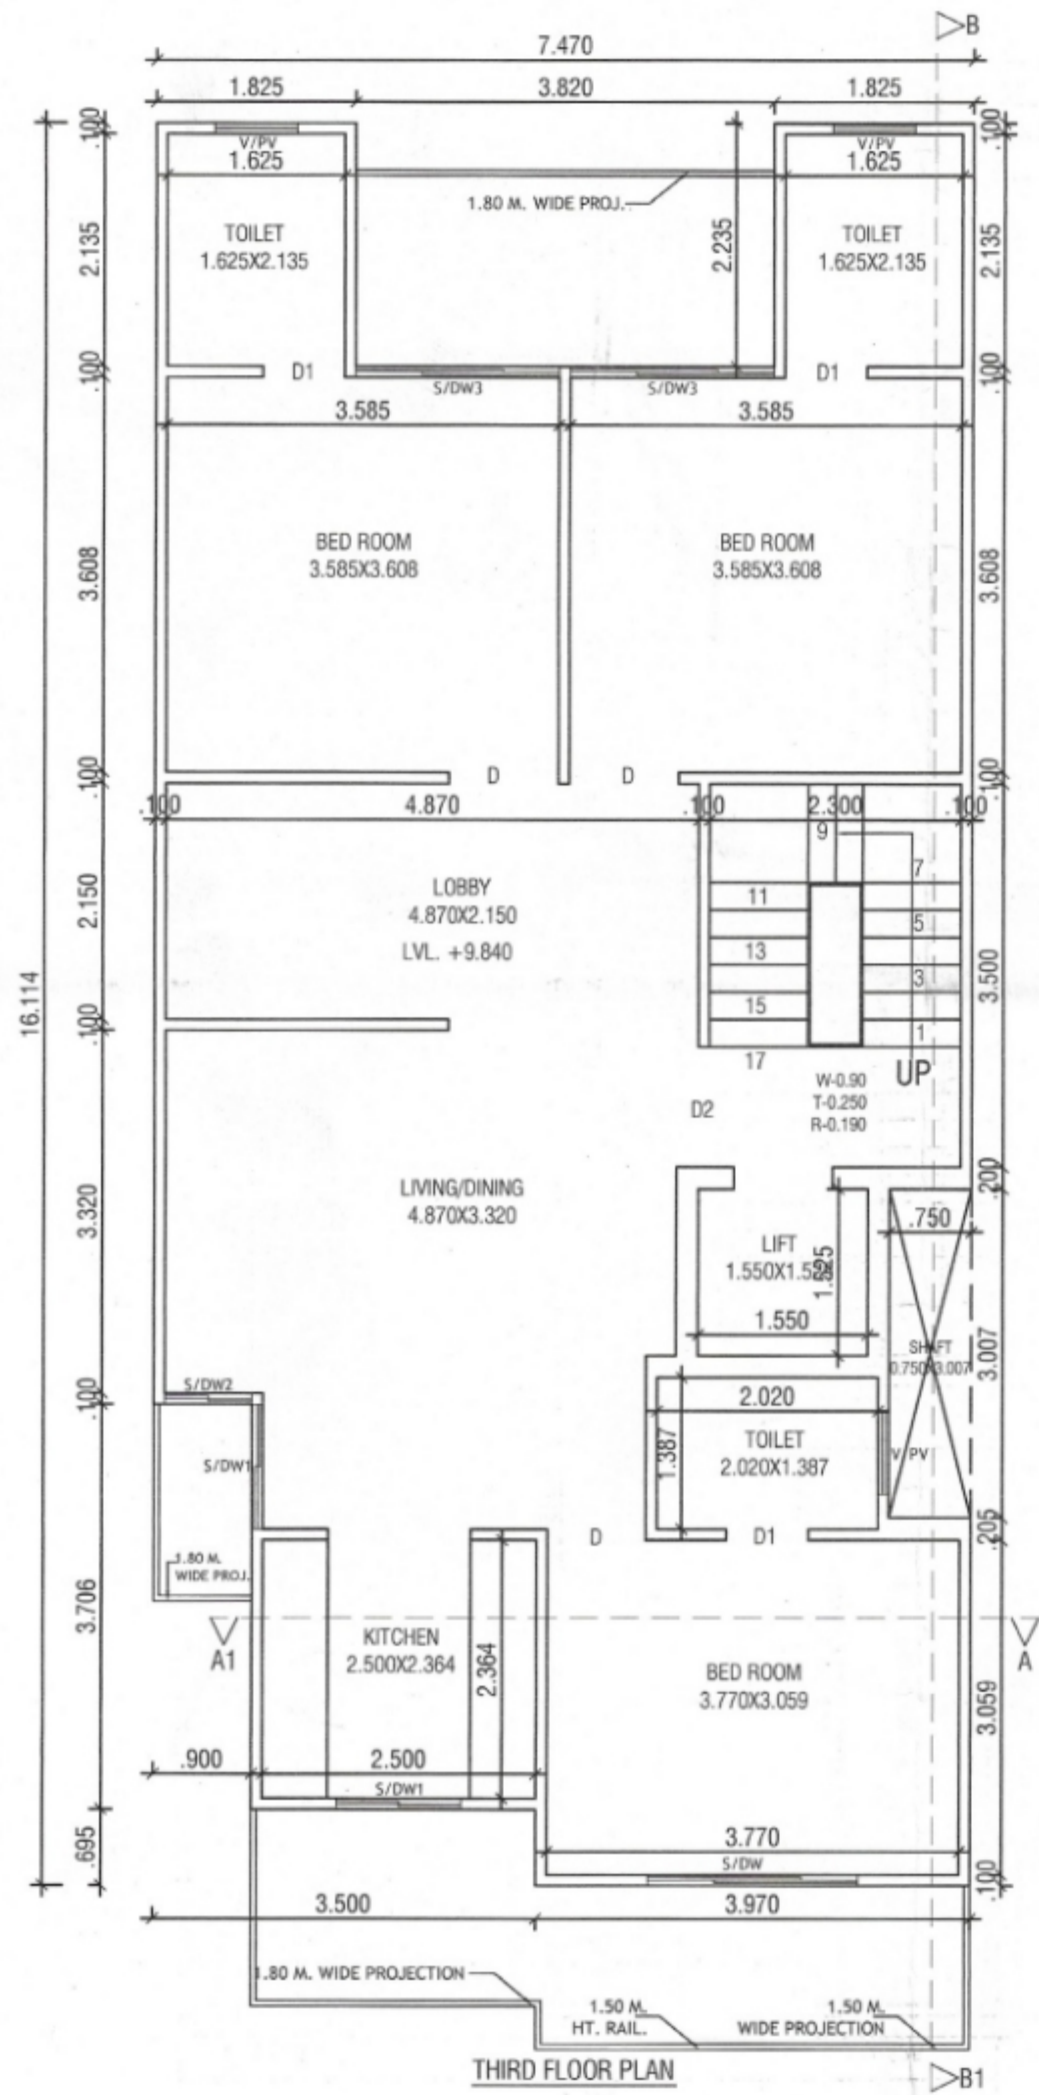 B
7.470
1.825
3.820
1.825
.100
V/PV
1.625
V/PV
1.625
.100
1.80 M. WIDE PROJ.
2.135
TOILET
1.625X2.135
2.235
TOILET
1.625X2.135
2.135
.100
D1
S/DW3
S/DW3
D1
.100
3.585
3.585
3.608
BED ROOM
3.585X3.608
BED ROOM
3.585X3.608
3.608
.100
D
D
.100
.100
4.870
.100
2.300
.100
9
7
2.150
LOBBY
4.870X2.150
LVL. +9.840
11
5
13
3
3.500
16.114
.100
15
1
17
UP
W-0.90
T-0.250
R-0.190
D2
.200
3.320
LIVING/DINING
4.870X3.320
.750
LIFT
1.550X1.525
1.525
1.550
SHAFT
0.750X3.007
3.007
.100
S/DW2
2.020
S/DW1
1.387
TOILET
2.020X1.387
V PV
.205
D
D1
1.80 M.
WIDE PROJ.
3.706
A1
KITCHEN
2.500X2.364
2.364
BED ROOM
3.770X3.059
A
3.059
.900
2.500
S/DW1
.695
3.770
S/DW
.100
3.500
3.970
1.80 M. WIDE PROJECTION
1.50 M.
HT. RAIL.
1.50 M.
WIDE PROJECTION
THIRD FLOOR PLAN
B1